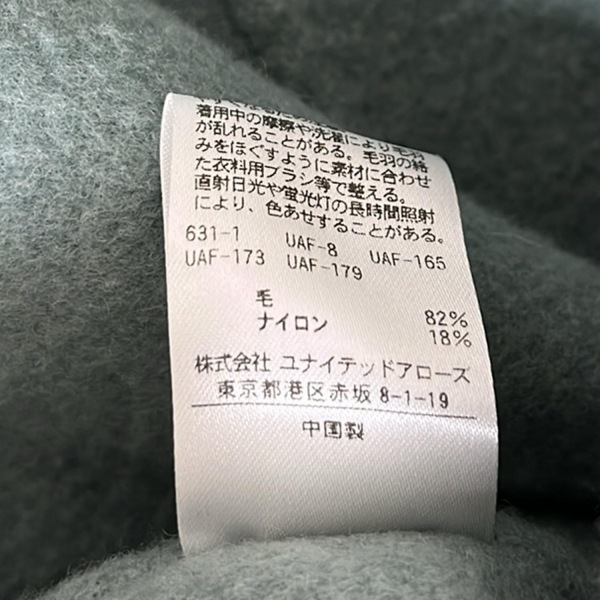 着用中の摩擦や洗濯により毛羽
が乱れることがある。毛羽の絡
みをほぐすように素材に合わせ
た衣料用ブラシ等で整える。
直射日光や蛍光灯の長時間照射
により、色あせすることがある。
631-1 UAF-8 UAF-165
UAF-173 UAF-179
毛 82%
ナイロン 18%
株式会社 ユナイテッドアローズ
東京都港区赤坂 8-1-19
中国製